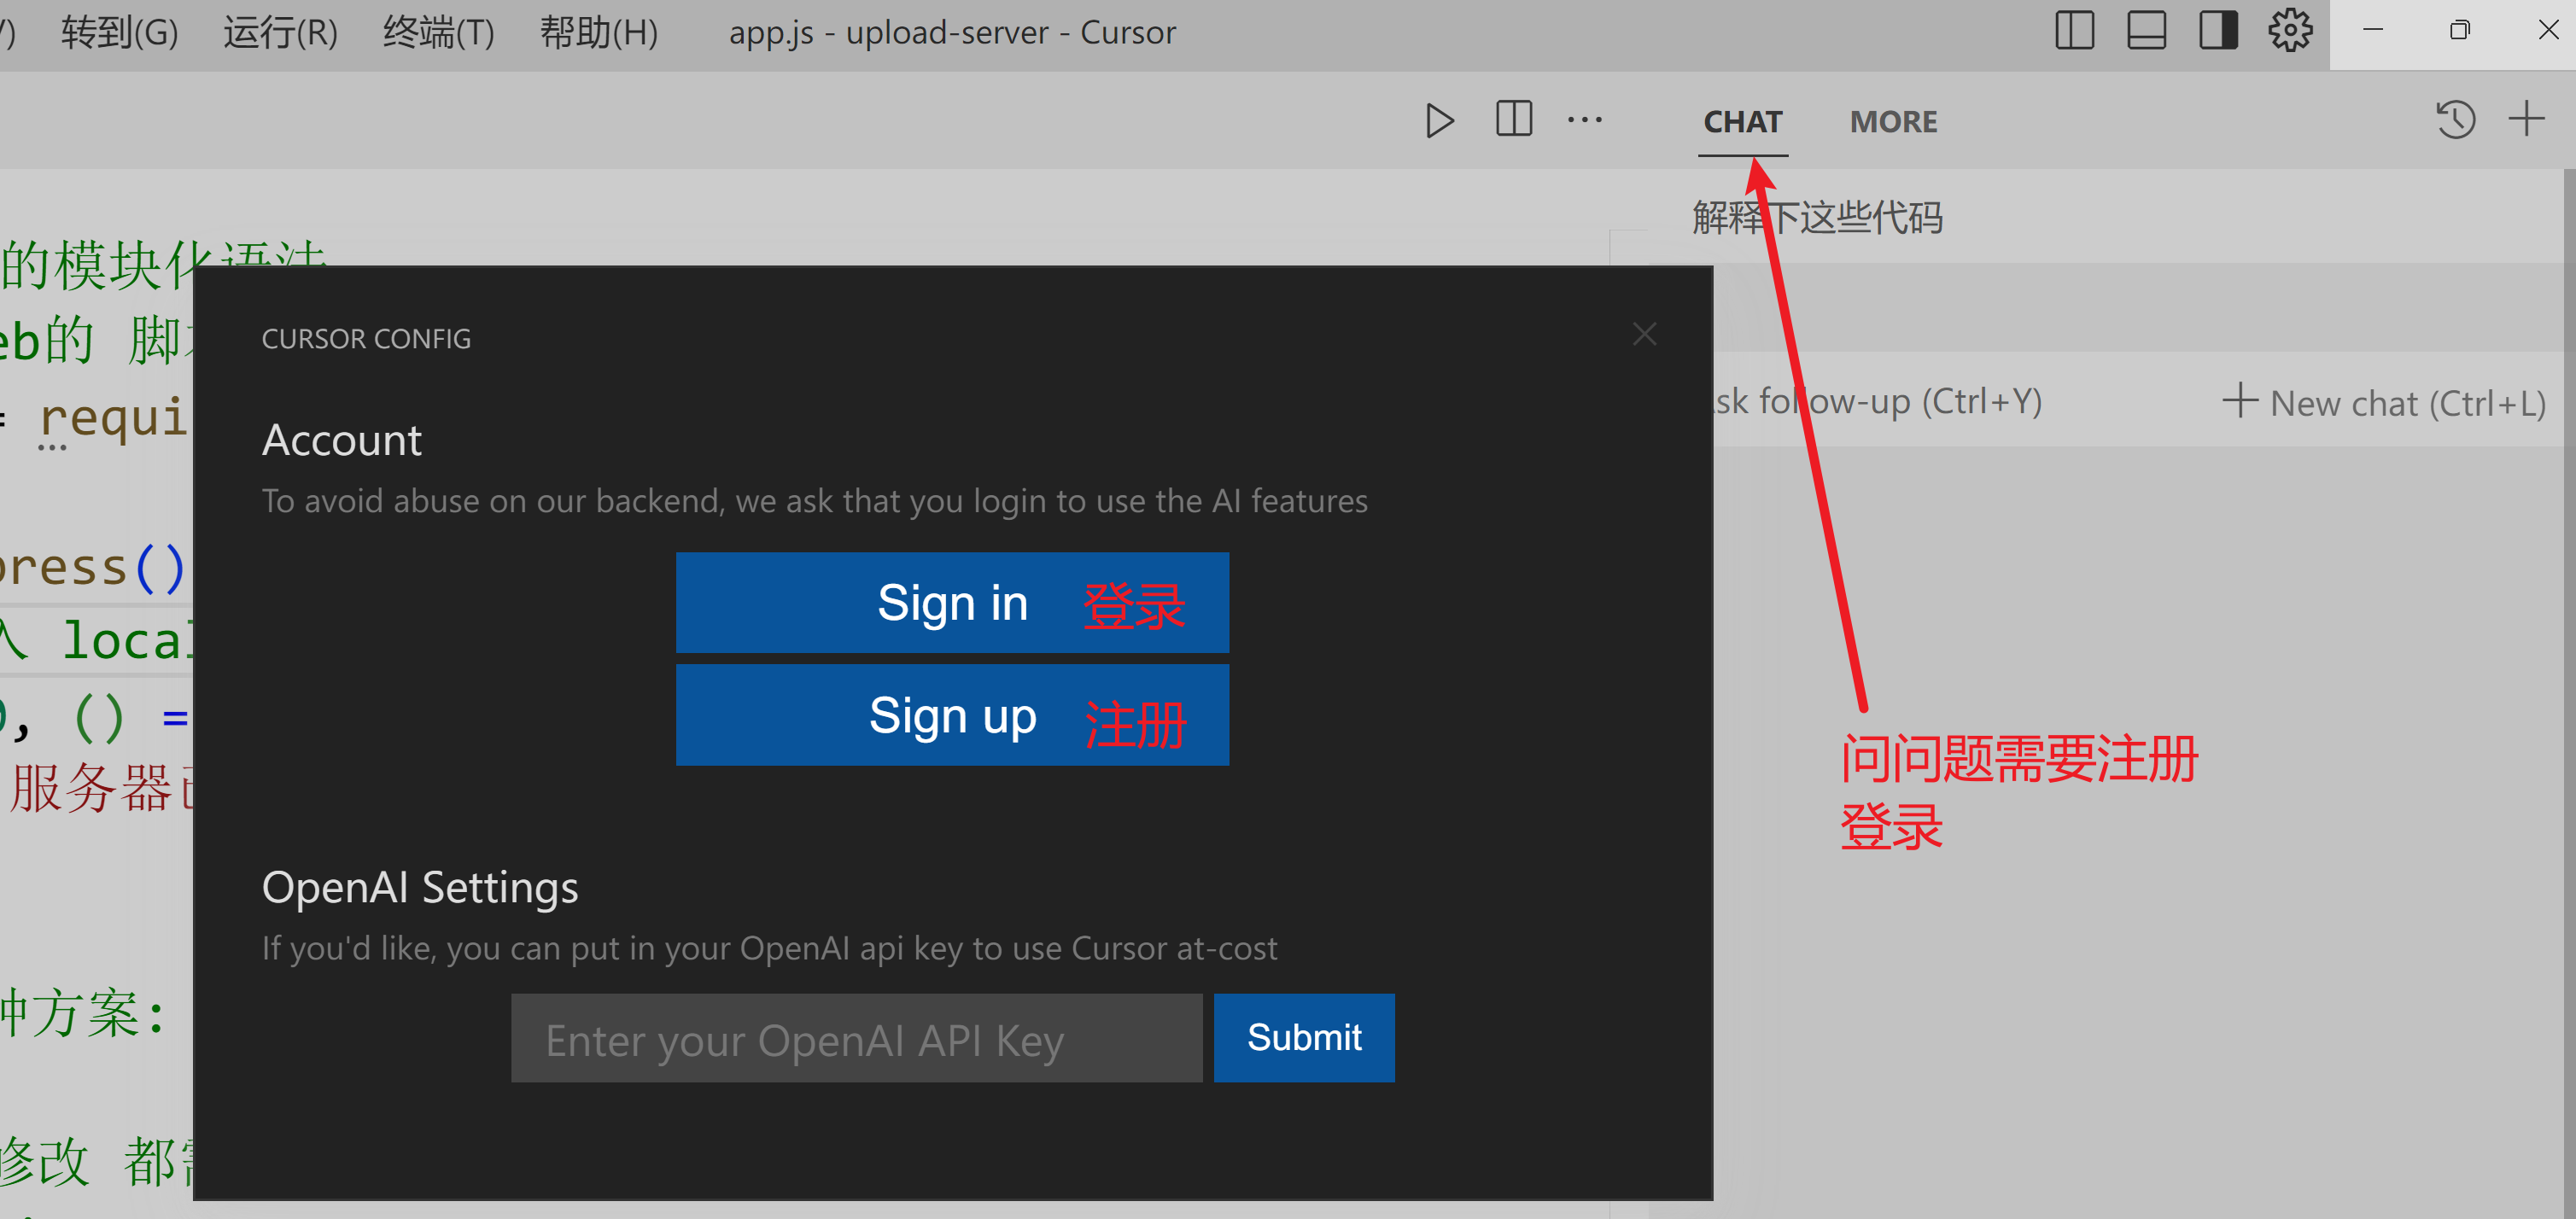 转到(G) 运行(R) 终端(T) 帮助(H) app.js - upload-server - Cursor
CHAT MORE
解释下这些代码
的模块化语法
eb的 脚
= requi
sk follow-up (Ctrl+Y) New chat (Ctrl+L)
CURSOR CONFIG
Account
To avoid abuse on our backend, we ask that you login to use the AI features
press()
Sign in 登录
入 local
Sign up 注册
, () =
服务器
问问题需要注册
登录
OpenAI Settings
If you'd like, you can put in your OpenAI api key to use Cursor at-cost
种方案:
Enter your OpenAI API Key Submit
修改 都